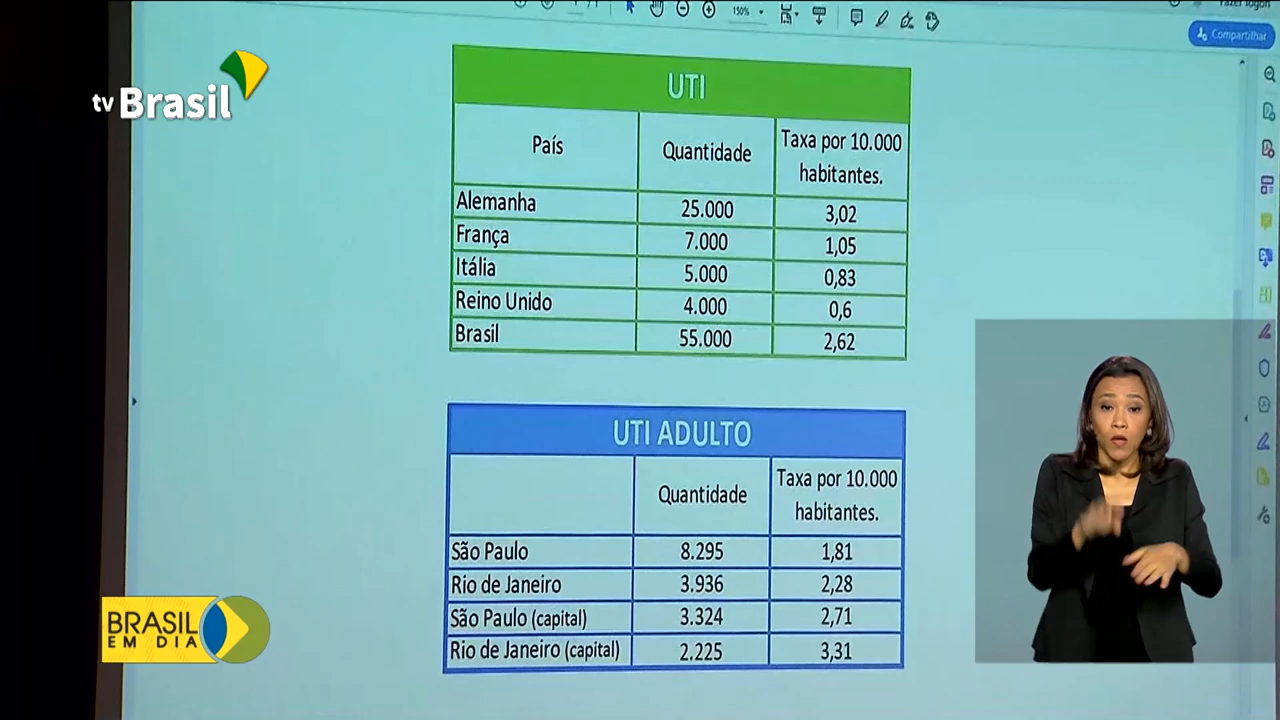 150%
Fazer logon
Compartilhar
tv Brasil
UTI
País Quantidade Taxa por 10.000 habitantes.
Alemanha 25.000 3,02
França 7.000 1,05
Itália 5.000 0,83
Reino Unido 4.000 0,6
Brasil 55.000 2,62
UTI ADULTO
Quantidade Taxa por 10.000 habitantes.
São Paulo 8.295 1,81
Rio de Janeiro 3.936 2,28
São Paulo (capital) 3.324 2,71
Rio de Janeiro (capital) 2.225 3,31
BRASIL
EM DIA